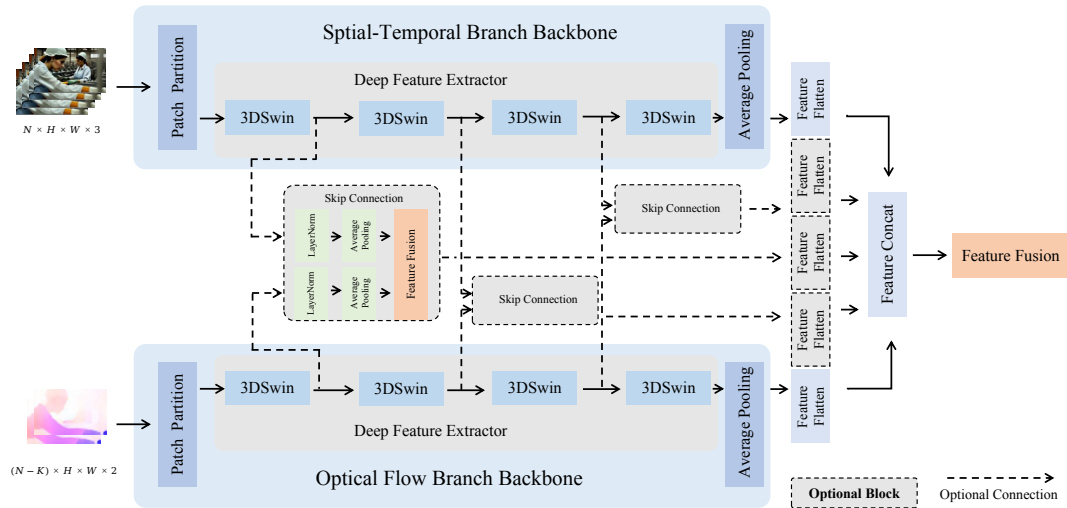 Sptial-Temporal Branch Backbone
Patch Partition
Deep Feature Extractor
3DSwin
3DSwin
3DSwin
3DSwin
Average Pooling
N × H × W × 3
Feature Flatten
Feature Flatten
Feature Flatten
Feature Flatten
Feature Flatten
Skip Connection
LayerNorm
Average Pooling
LayerNorm
Average Pooling
Feature Fusion
Skip Connection
Skip Connection
Feature Concat
Feature Fusion
Patch Partition
3DSwin
3DSwin
3DSwin
3DSwin
Deep Feature Extractor
Average Pooling
(N − K) × H × W × 2
Optical Flow Branch Backbone
Optional Block
Optional Connection